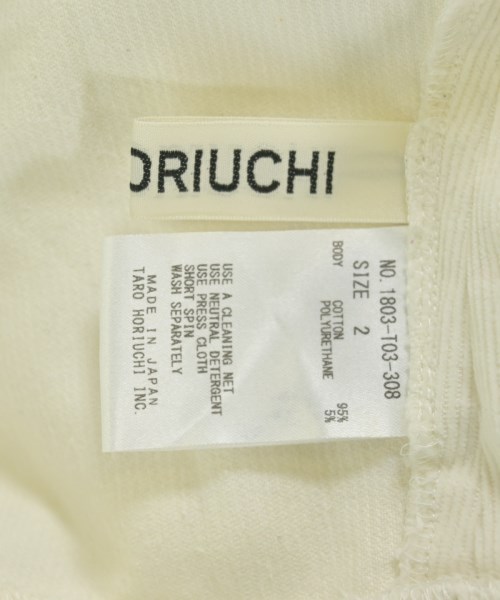 ORIUCHI
NO. 1803-T03-308
SIZE 2
BODY COTTON 95%
POLYURETHANE 5%
USE A CLEANING NET
USE NEUTRAL DETERGENT
USE PRESS CLOTH
SHORT SPIN
WASH SEPARATELY
MADE IN JAPAN
TARO HORIUCHI INC.